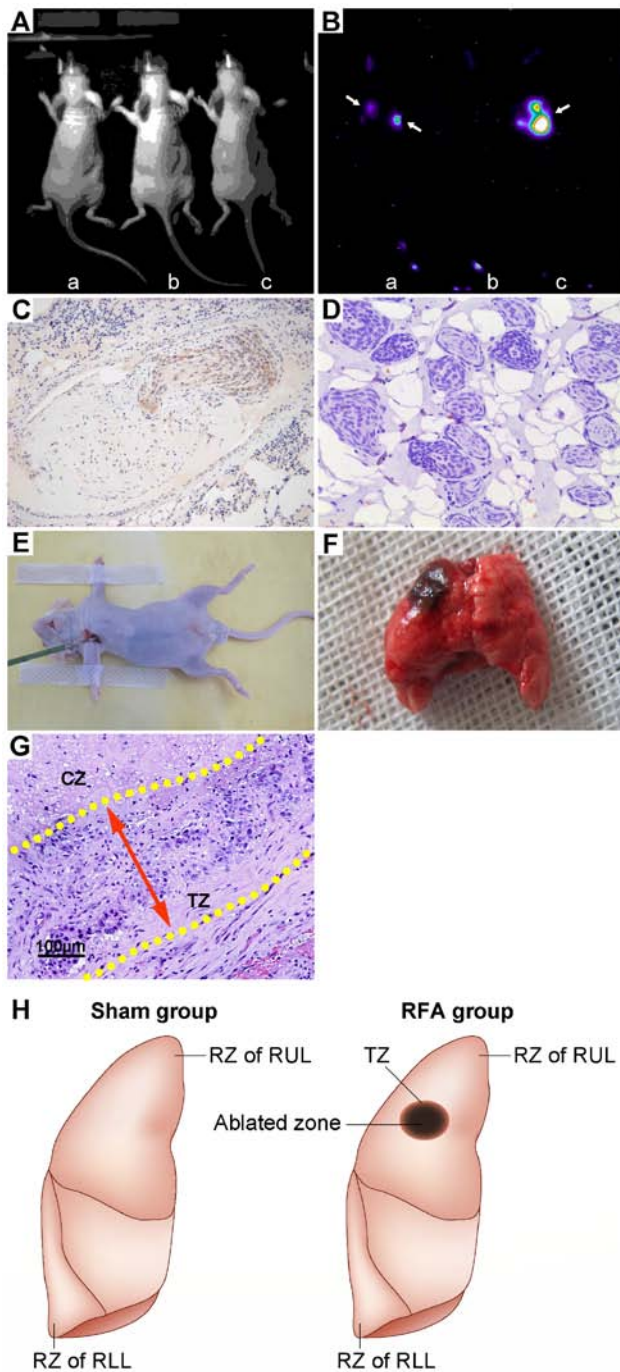 A
B
a b c
a b c
C
D
E
F
G
CZ
TZ
100µm
H
Sham group
RFA group
RZ of RUL
TZ
RZ of RUL
Ablated zone
RZ of RLL
RZ of RLL